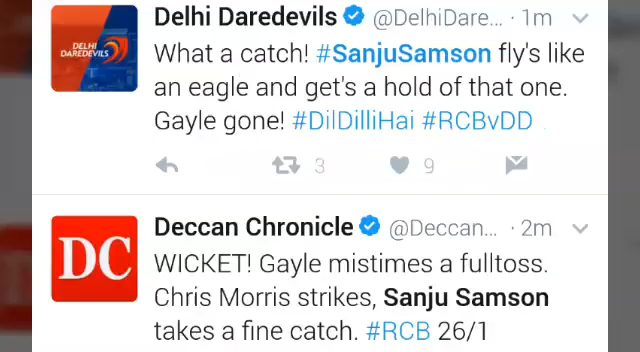 DELHI
DAREDEVILS
Delhi Daredevils @DelhiDare... · 1m
What a catch! #SanjuSamson fly's like
an eagle and get's a hold of that one.
Gayle gone! #DilDilliHai #RCBvDD
3 9
DC
Deccan Chronicle @Deccan... · 2m
WICKET! Gayle mistimes a fulltoss.
Chris Morris strikes, Sanju Samson
takes a fine catch. #RCB 26/1